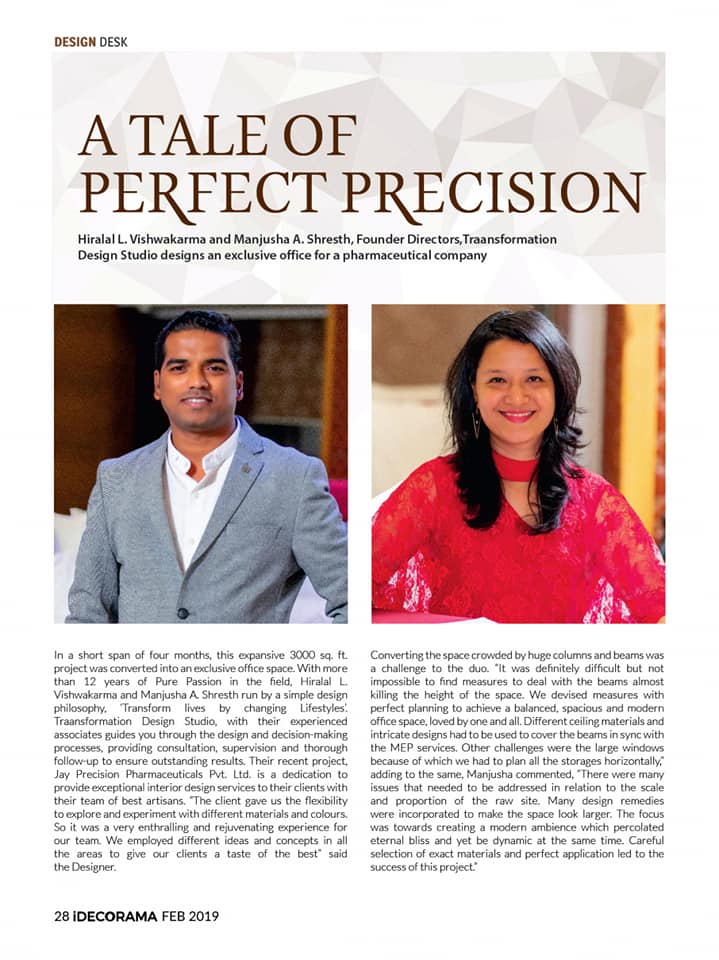 DESIGN DESK
A TALE OF
PERFECT PRECISION
Hiralal L. Vishwakarma and Manjusha A. Shresth, Founder Directors,Traansformation
Design Studio designs an exclusive office for a pharmaceutical company
In a short span of four months, this expansive 3000 sq. ft.
project was converted into an exclusive office space. With more
than 12 years of Pure Passion in the field, Hiralal L.
Vishwakarma and Manjusha A. Shresth run by a simple design
philosophy, ‘Transform lives by changing Lifestyles’.
Traansformation Design Studio, with their experienced
associates guides you through the design and decision-making
processes, providing consultation, supervision and thorough
follow-up to ensure outstanding results. Their recent project,
Jay Precision Pharmaceuticals Pvt. Ltd. is a dedication to
provide exceptional interior design services to their clients with
their team of best artisans. “The client gave us the flexibility
to explore and experiment with different materials and colours.
So it was a very enthralling and rejuvenating experience for
our team. We employed different ideas and concepts in all
the areas to give our clients a taste of the best” said
the Designer.
Converting the space crowded by huge columns and beams was
a challenge to the duo. “It was definitely difficult but not
impossible to find measures to deal with the beams almost
killing the height of the space. We devised measures with
perfect planning to achieve a balanced, spacious and modern
office space, loved by one and all. Different ceiling materials and
intricate designs had to be used to cover the beams in sync with
the MEP services. Other challenges were the large windows
because of which we had to plan all the storages horizontally,”
adding to the same, Manjusha commented, “There were many
issues that needed to be addressed in relation to the scale
and proportion of the raw site. Many design remedies
were incorporated to make the space look larger. The focus
was towards creating a modern ambience which percolated
eternal bliss and yet be dynamic at the same time. Careful
selection of exact materials and perfect application led to the
success of this project.”
28 iDECORAMA FEB 2019